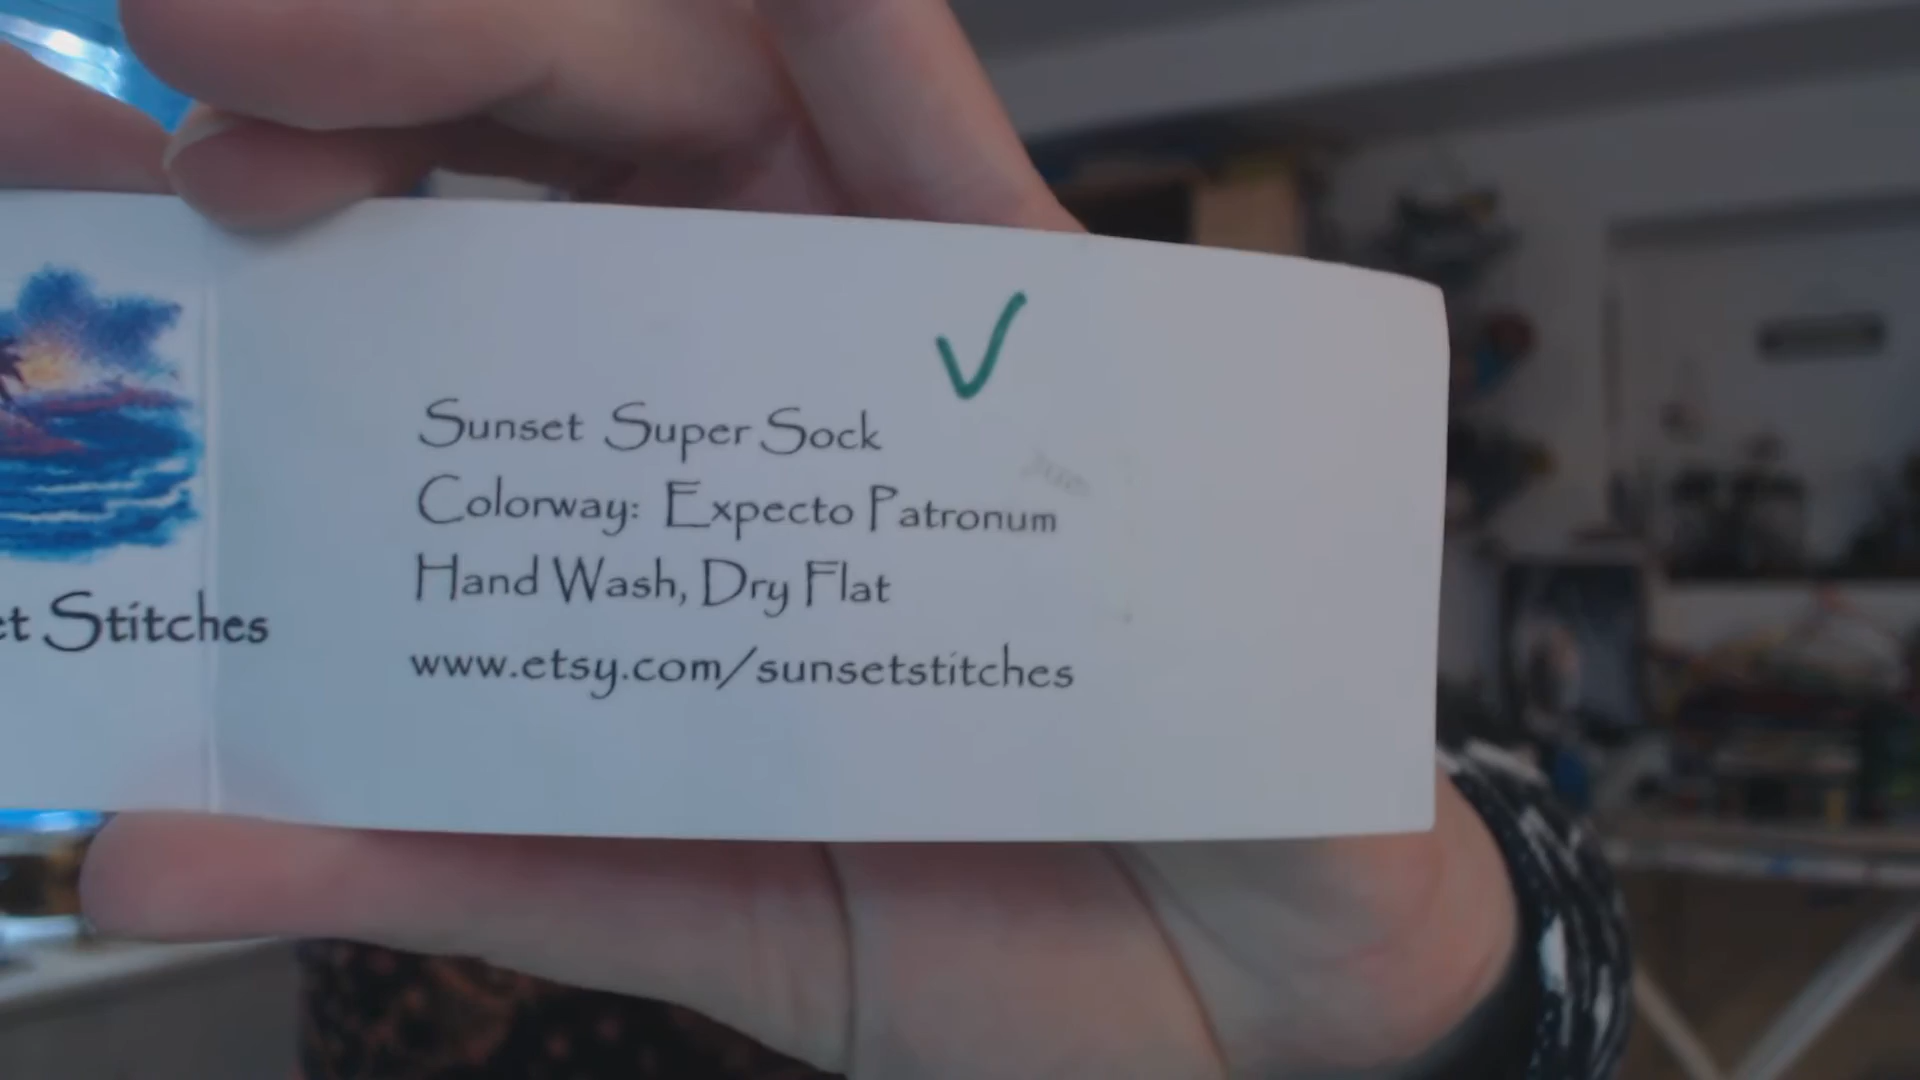 Sunset Super Sock
Colorway: Expecto Patronum
Hand Wash, Dry Flat
www.etsy.com/sunsetstitches
et Stitches